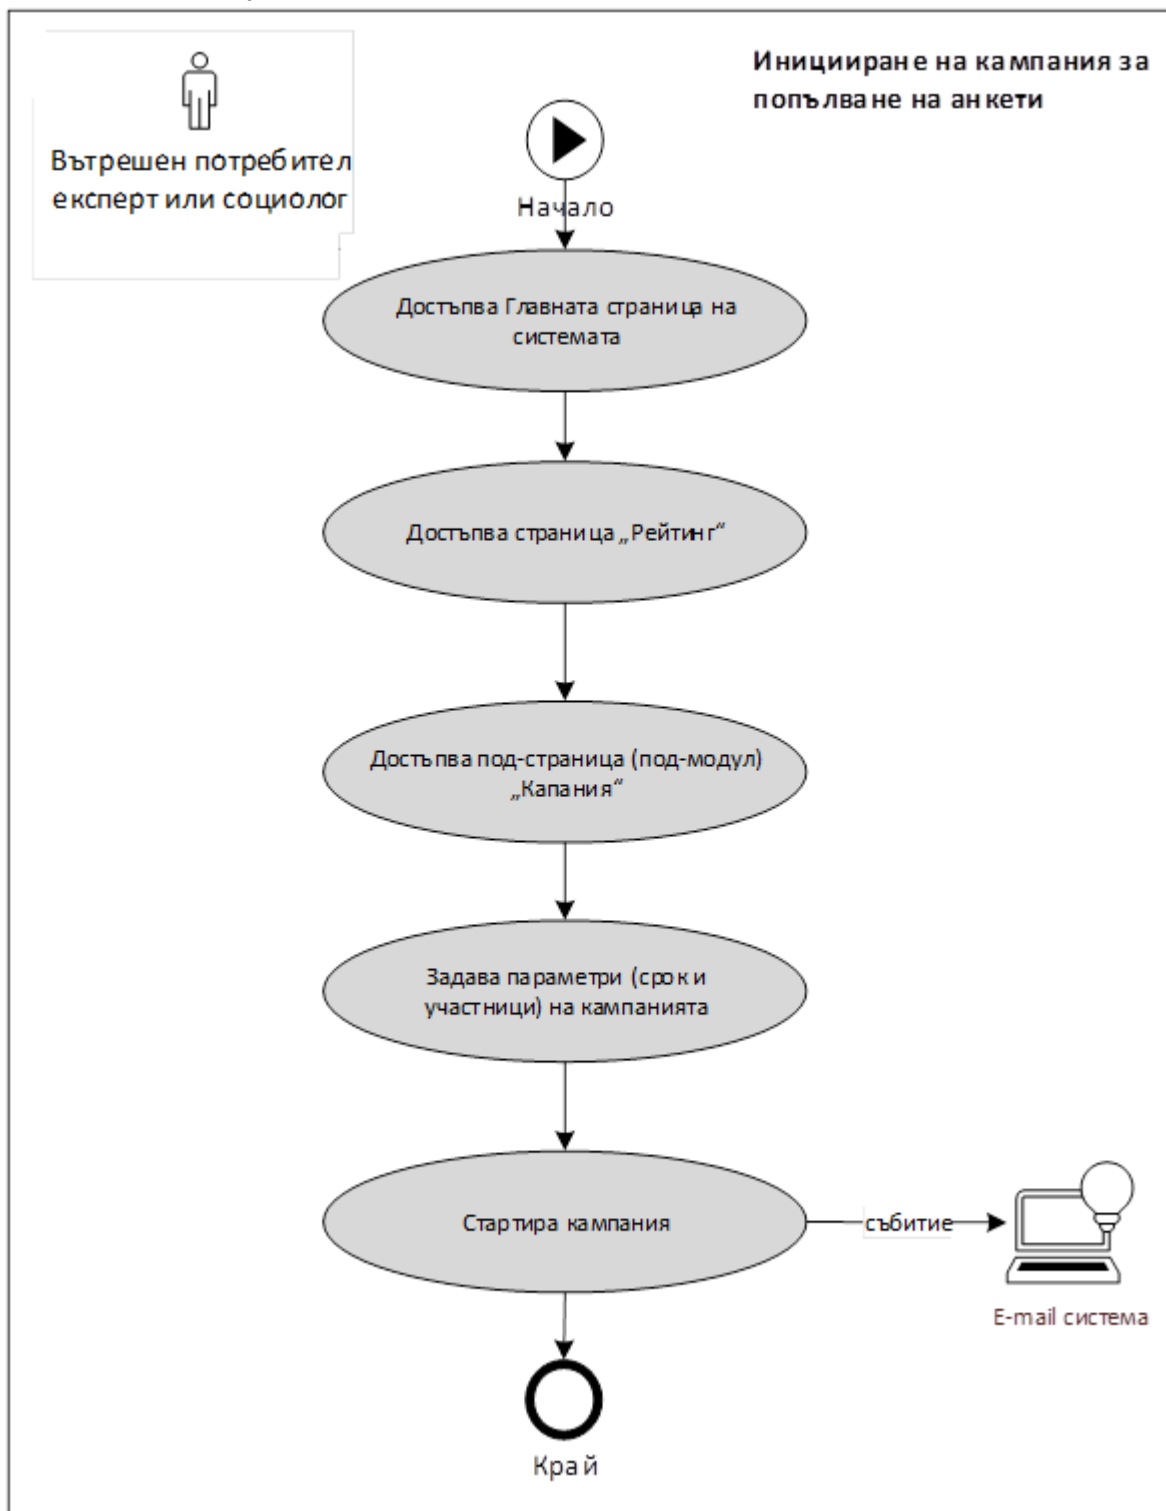 Вътрешен потребител
експерт или социолог
Иницииране на кампания за
попълване на анкети
Начало
Достъпва Главната страница на
системата
Достъпва страница „Рейтинг“
Достъпва под-страница (под-модул)
„Капания“
Задава параметри (срок и
участници) на кампанията
Стартира кампания
събитие
E-mail система
Край